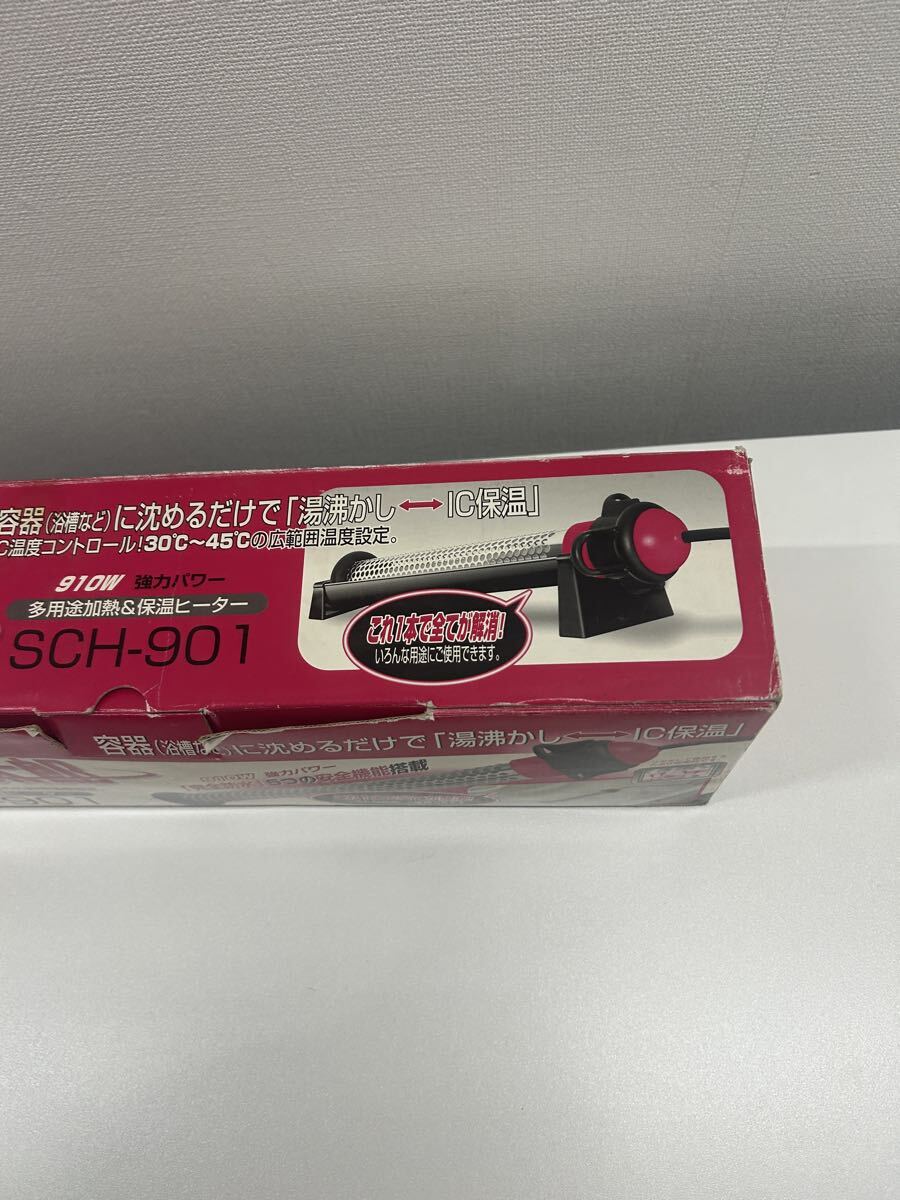 容器（浴槽など）に沈めるだけで「湯沸かし↔IC保温」
C温度コントロール！30℃～45℃の広範囲温度設定。
910W 強力パワー
多用途加熱&保温ヒーター
SCH-901
これ1本で全てが解消！
いろんな用途にご使用できます。
容器（浴槽など）に沈めるだけで「湯沸かし↔IC保温」
強力パワー
5つの安全機能搭載
901